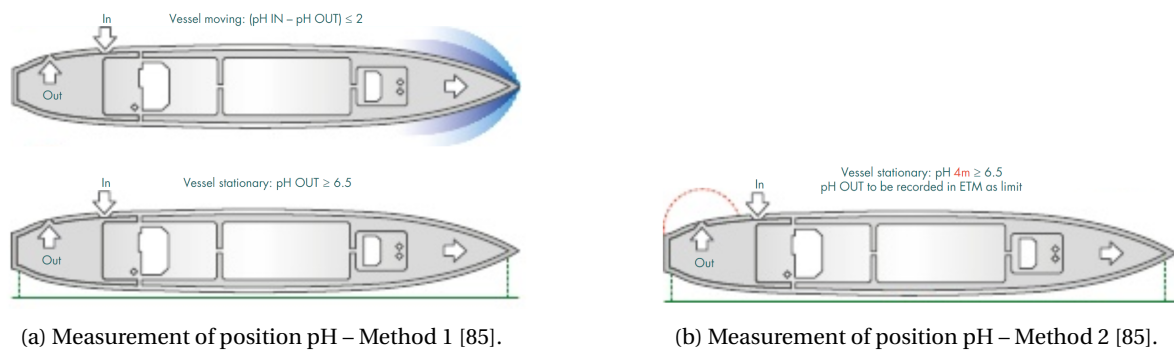 In
Vessel moving: (pH IN – pH OUT) ≤ 2
Out
In
Vessel stationary: pH OUT ≥ 6.5
Out
(a) Measurement of position pH – Method 1 [85].
Vessel stationary: pH 4m ≥ 6.5
pH OUT to be recorded in ETM as limit
In
Out
(b) Measurement of position pH – Method 2 [85].